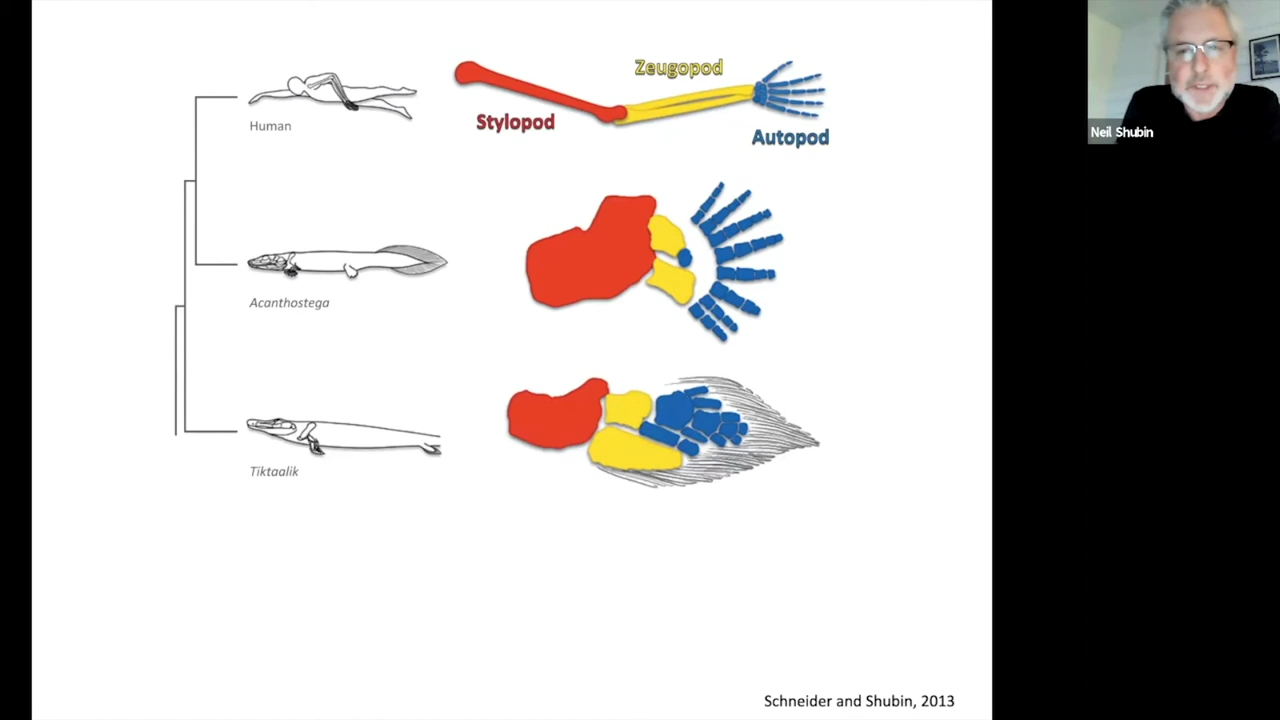 Zeugopod
Stylopod
Autopod
Human
Neil Shubin
Acanthostega
Tiktaalik
Schneider and Shubin, 2013